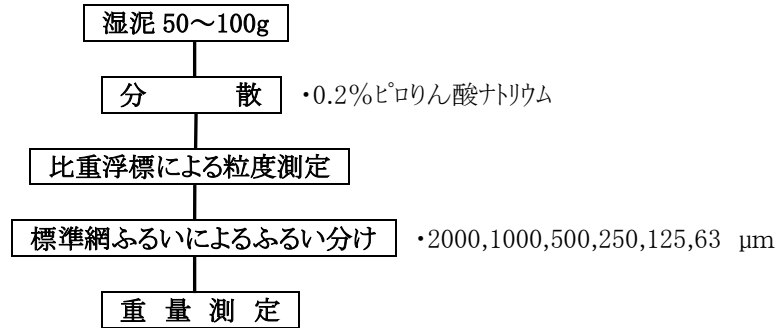 湿泥 50～100g
分　　　散　・0.2%ﾋﾟﾛりん酸ﾅﾄﾘｳﾑ
比重浮標による粒度測定
標準網ふるいによるふるい分け　・2000,1000,500,250,125,63　μm
重　量　測　定